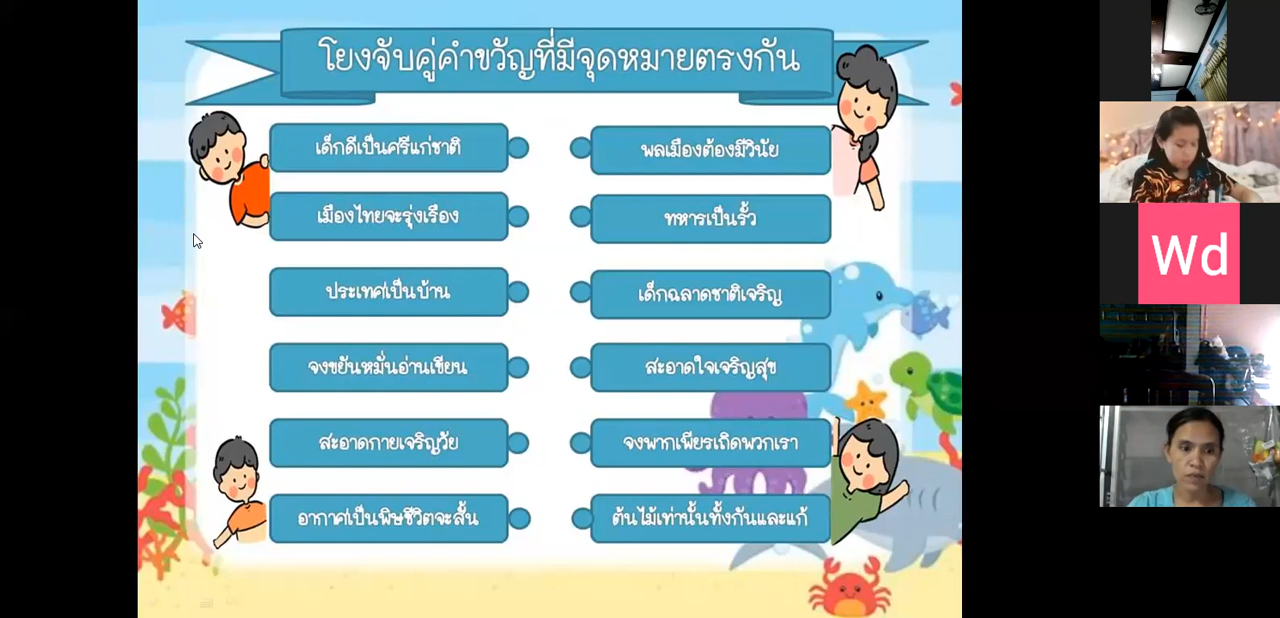 โยงจับคู่คำขวัญที่มีจุดหมายตรงกัน
เด็กดีเป็นศรีแก่ชาติ
พลเมืองต้องมีวินัย
เมืองไทยจะรุ่งเรือง
ทหารเป็นรั้ว
ประเทศเป็นบ้าน
เด็กฉลาดชาติเจริญ
จงขยันหมั่นอ่านเขียน
สะอาดใจเจริญสุข
สะอาดกายเจริญวัย
จงพากเพียรเถิดพวกเรา
อากาศเป็นพิษชีวิตจะสั้น
ต้นไม้เท่านั้นทั้งกันและแก้
Wd